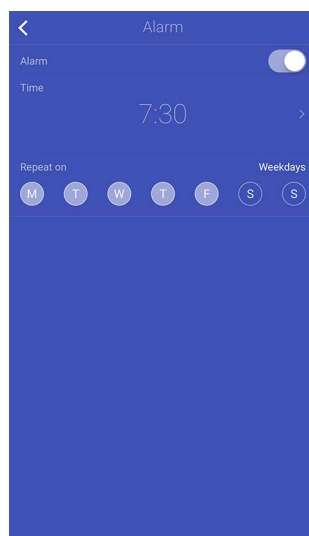 Alarm
Alarm
Time
7:30
Repeat on Weekdays
M T W T F S S